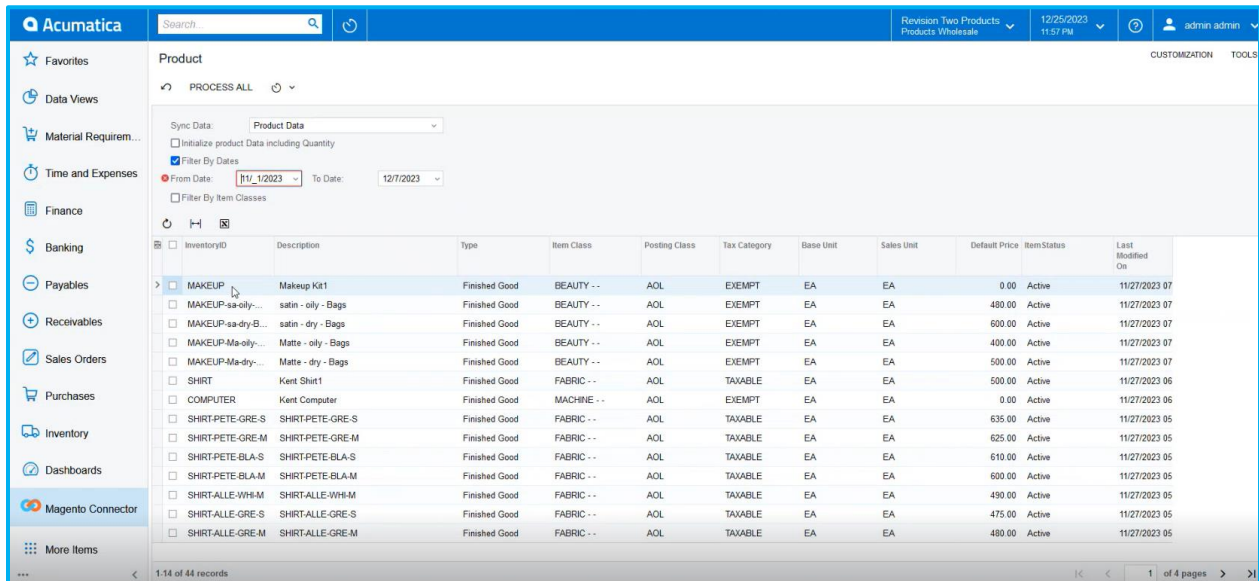 Acumatica
Search...
Revision Two Products
Products Wholesale
12/25/2023
11:57 PM
admin admin
Favorites
Data Views
Material Requirem...
Time and Expenses
Finance
Banking
Payables
Receivables
Sales Orders
Purchases
Inventory
Dashboards
Magento Connector
More Items
...
Product
CUSTOMIZATION TOOLS
PROCESS ALL
Sync Data: Product Data
Initialize product Data including Quantity
Filter By Dates
From Date: 11/_1/2023 To Date: 12/7/2023
Filter By Item Classes
InventoryID Description Type Item Class Posting Class Tax Category Base Unit Sales Unit Default Price Item Status Last Modified On
MAKEUP Makeup Kit1 Finished Good BEAUTY - - AOL EXEMPT EA EA 0.00 Active 11/27/2023 07
MAKEUP-sa-oily-... satin - oily - Bags Finished Good BEAUTY - - AOL EXEMPT EA EA 480.00 Active 11/27/2023 07
MAKEUP-sa-dry-B... satin - dry - Bags Finished Good BEAUTY - - AOL EXEMPT EA EA 600.00 Active 11/27/2023 07
MAKEUP-Ma-oily-... Matte - oily - Bags Finished Good BEAUTY - - AOL EXEMPT EA EA 400.00 Active 11/27/2023 07
MAKEUP-Ma-dry-... Matte - dry - Bags Finished Good BEAUTY - - AOL EXEMPT EA EA 500.00 Active 11/27/2023 07
SHIRT Kent Shirt1 Finished Good FABRIC - - AOL TAXABLE EA EA 500.00 Active 11/27/2023 06
COMPUTER Kent Computer Finished Good MACHINE - - AOL EXEMPT EA EA 0.00 Active 11/27/2023 06
SHIRT-PETE-GRE-S SHIRT-PETE-GRE-S Finished Good FABRIC - - AOL TAXABLE EA EA 635.00 Active 11/27/2023 05
SHIRT-PETE-GRE-M SHIRT-PETE-GRE-M Finished Good FABRIC - - AOL TAXABLE EA EA 625.00 Active 11/27/2023 05
SHIRT-PETE-BLA-S SHIRT-PETE-BLA-S Finished Good FABRIC - - AOL TAXABLE EA EA 610.00 Active 11/27/2023 05
SHIRT-PETE-BLA-M SHIRT-PETE-BLA-M Finished Good FABRIC - - AOL TAXABLE EA EA 600.00 Active 11/27/2023 05
SHIRT-ALLE-WHI-M SHIRT-ALLE-WHI-M Finished Good FABRIC - - AOL TAXABLE EA EA 490.00 Active 11/27/2023 05
SHIRT-ALLE-GRE-S SHIRT-ALLE-GRE-S Finished Good FABRIC - - AOL TAXABLE EA EA 475.00 Active 11/27/2023 05
SHIRT-ALLE-GRE-M SHIRT-ALLE-GRE-M Finished Good FABRIC - - AOL TAXABLE EA EA 480.00 Active 11/27/2023 05
1-14 of 44 records
1 of 4 pages